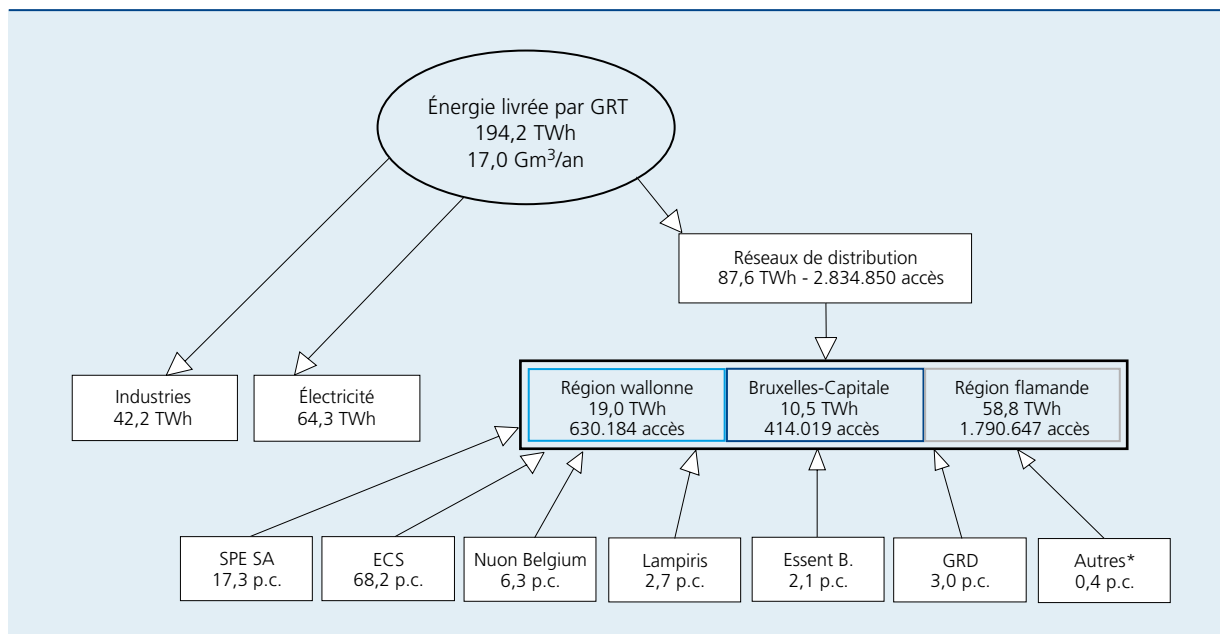 Énergie livrée par GRT
194,2 TWh
17,0 Gm³/an
Réseaux de distribution
87,6 TWh - 2.834.850 accès
Industries
42,2 TWh
Électricité
64,3 TWh
Région wallonne
19,0 TWh
630.184 accès
Bruxelles-Capitale
10,5 TWh
414.019 accès
Région flamande
58,8 TWh
1.790.647 accès
SPE SA
17,3 p.c.
ECS
68,2 p.c.
Nuon Belgium
6,3 p.c.
Lampiris
2,7 p.c.
Essent B.
2,1 p.c.
GRD
3,0 p.c.
Autres*
0,4 p.c.